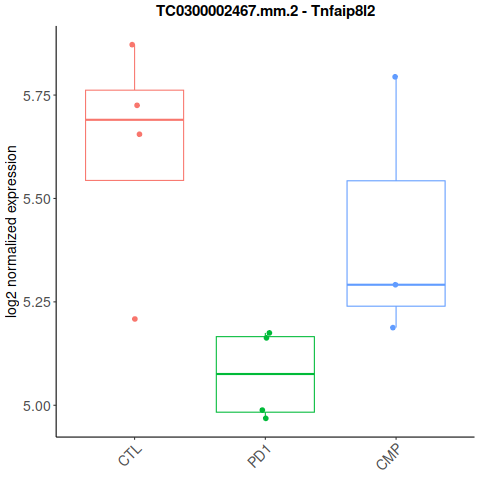 TC0300002467.mm.2 - Tnfaip8l2
log2 normalized expression
5.75
5.50
5.25
5.00
CTL
PD1
CMP